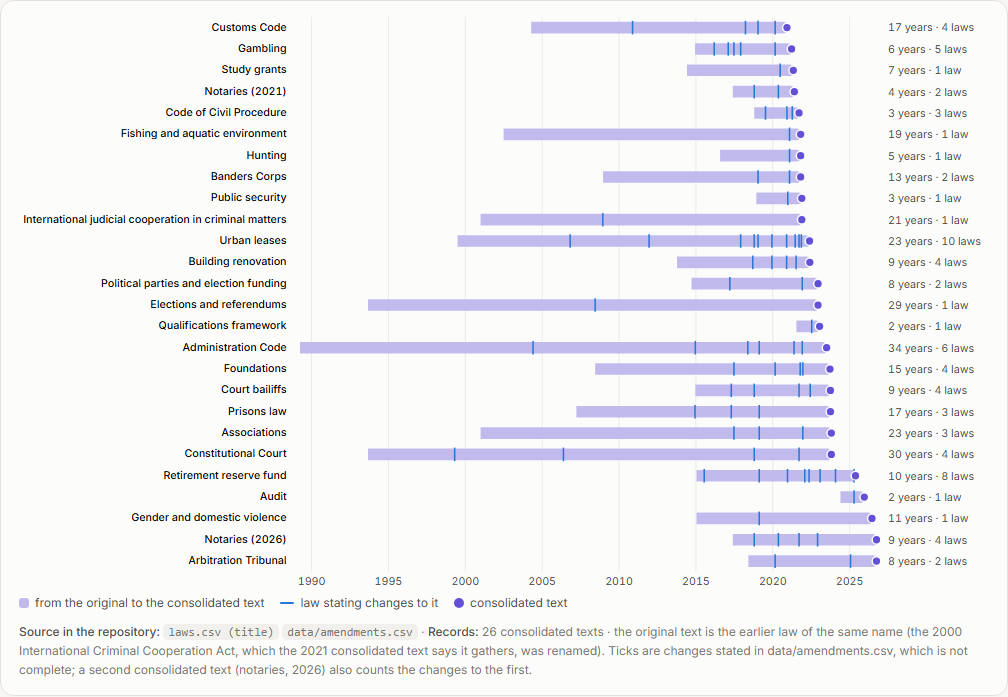 Customs Code 17 years · 4 laws
Gambling 6 years · 5 laws
Study grants 7 years · 1 law
Notaries (2021) 4 years · 2 laws
Code of Civil Procedure 3 years · 3 laws
Fishing and aquatic environment 19 years · 1 law
Hunting 5 years · 1 law
Banders Corps 13 years · 2 laws
Public security 3 years · 1 law
International judicial cooperation in criminal matters 21 years · 1 law
Urban leases 23 years · 10 laws
Building renovation 9 years · 4 laws
Political parties and election funding 8 years · 2 laws
Elections and referendums 29 years · 1 law
Qualifications framework 2 years · 1 law
Administration Code 34 years · 6 laws
Foundations 15 years · 4 laws
Court bailiffs 9 years · 4 laws
Prisons law 17 years · 3 laws
Associations 23 years · 3 laws
Constitutional Court 30 years · 4 laws
Retirement reserve fund 10 years · 8 laws
Audit 2 years · 1 law
Gender and domestic violence 11 years · 1 law
Notaries (2026) 9 years · 4 laws
Arbitration Tribunal 8 years · 2 laws
1990 1995 2000 2005 2010 2015 2020 2025
from the original to the consolidated text law stating changes to it consolidated text
Source in the repository: laws.csv (title) data/amendments.csv · Records: 26 consolidated texts · the original text is the earlier law of the same name (the 2000
International Criminal Cooperation Act, which the 2021 consolidated text says it gathers, was renamed). Ticks are changes stated in data/amendments.csv, which is not
complete; a second consolidated text (notaries, 2026) also counts the changes to the first.